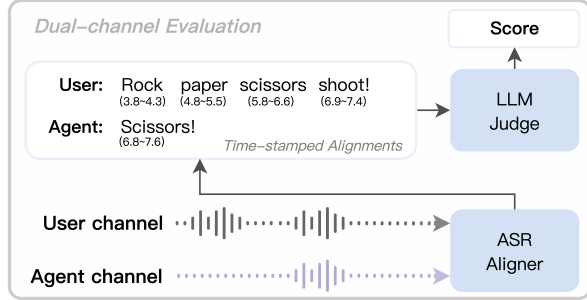 Dual-channel Evaluation
Score
User: Rock paper scissors shoot!
(3.8~4.3) (4.8~5.5) (5.8~6.6) (6.9~7.4)
Agent: Scissors!
(6.8~7.6)
Time-stamped Alignments
LLM
Judge
User channel
Agent channel
ASR
Aligner